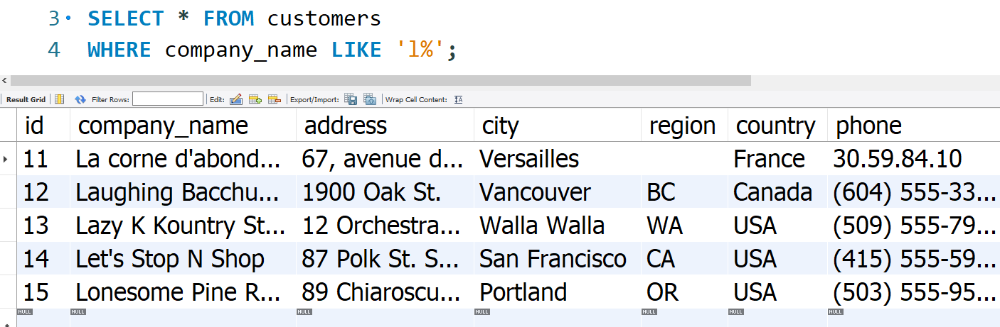 3 SELECT * FROM customers
4 WHERE company_name LIKE 'l%';
Result Grid Filter Rows: Edit: Export/Import: Wrap Cell Content:
id company_name address city region country phone
11 La corne d'abond... 67, avenue d... Versailles France 30.59.84.10
12 Laughing Bacchu... 1900 Oak St. Vancouver BC Canada (604) 555-33...
13 Lazy K Kountry St... 12 Orchestra... Walla Walla WA USA (509) 555-79...
14 Let's Stop N Shop 87 Polk St. S... San Francisco CA USA (415) 555-59...
15 Lonesome Pine R... 89 Chiaroscu... Portland OR USA (503) 555-95...
NULL NULL NULL NULL NULL NULL NULL